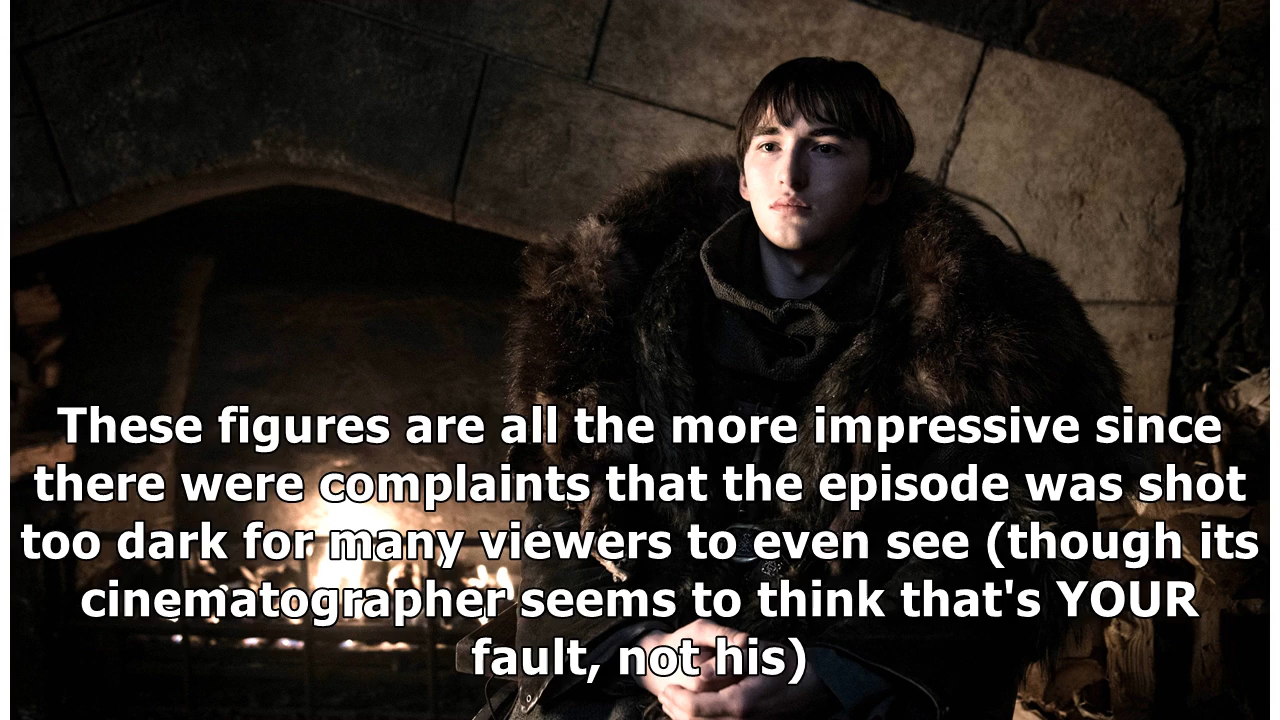 These figures are all the more impressive since
there were complaints that the episode was shot
too dark for many viewers to even see (though its
cinematographer seems to think that's YOUR
fault, not his)